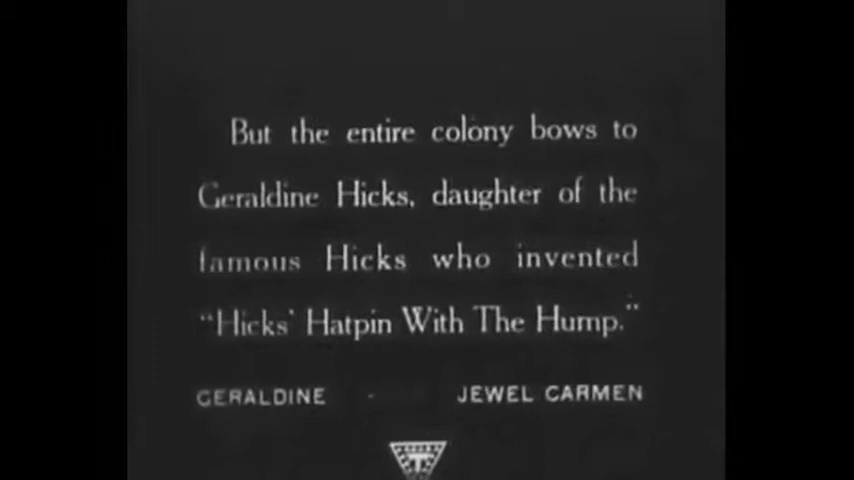 But the entire colony bows to
Geraldine Hicks, daughter of the
famous Hicks who invented
"Hicks' Hatpin With The Hump."
GERALDINE - JEWEL CARMEN
T